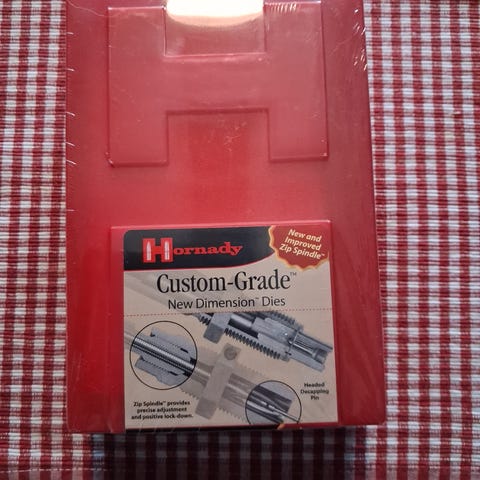 Hornady
New and
Improved
Zip Spindle™
Custom-Grade™
New Dimension™ Dies
Zip Spindle™ provides
precise adjustment
and positive lock-down.
Headed
Decapping
Pin